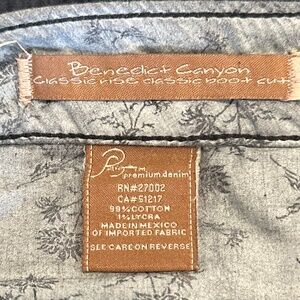 Benedict Canyon
Classic rise classic boot cut
premium.denim
RN#27002
CA#51217
99%COTTON
1%LYCRA
MADE IN MEXICO
OF IMPORTED FABRIC
SEE CARE ON REVERSE